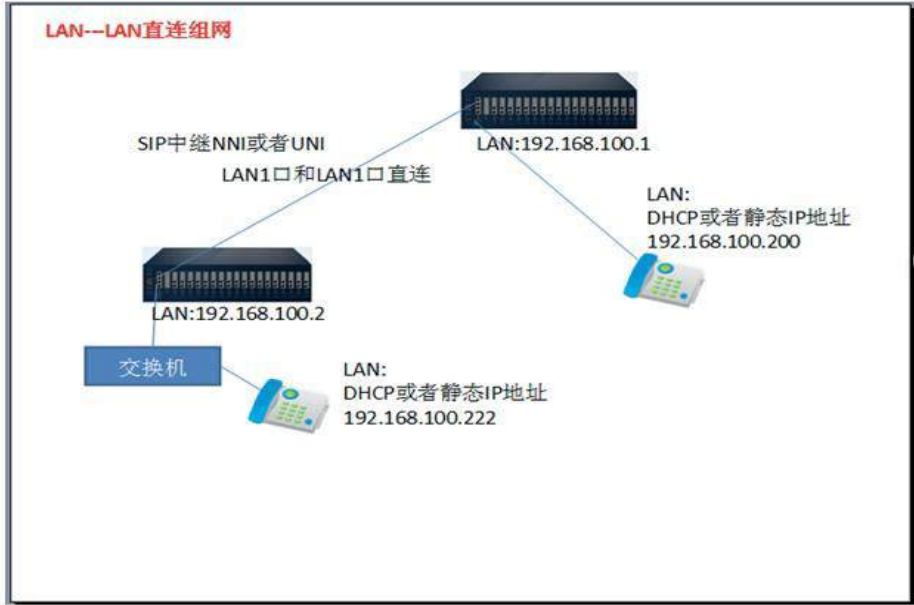 LAN---LAN直连组网
SIP中继NNI或者UNI
LAN1口和LAN1口直连
LAN:192.168.100.1
LAN:
DHCP或者静态IP地址
192.168.100.200
LAN:192.168.100.2
交换机
LAN:
DHCP或者静态IP地址
192.168.100.222